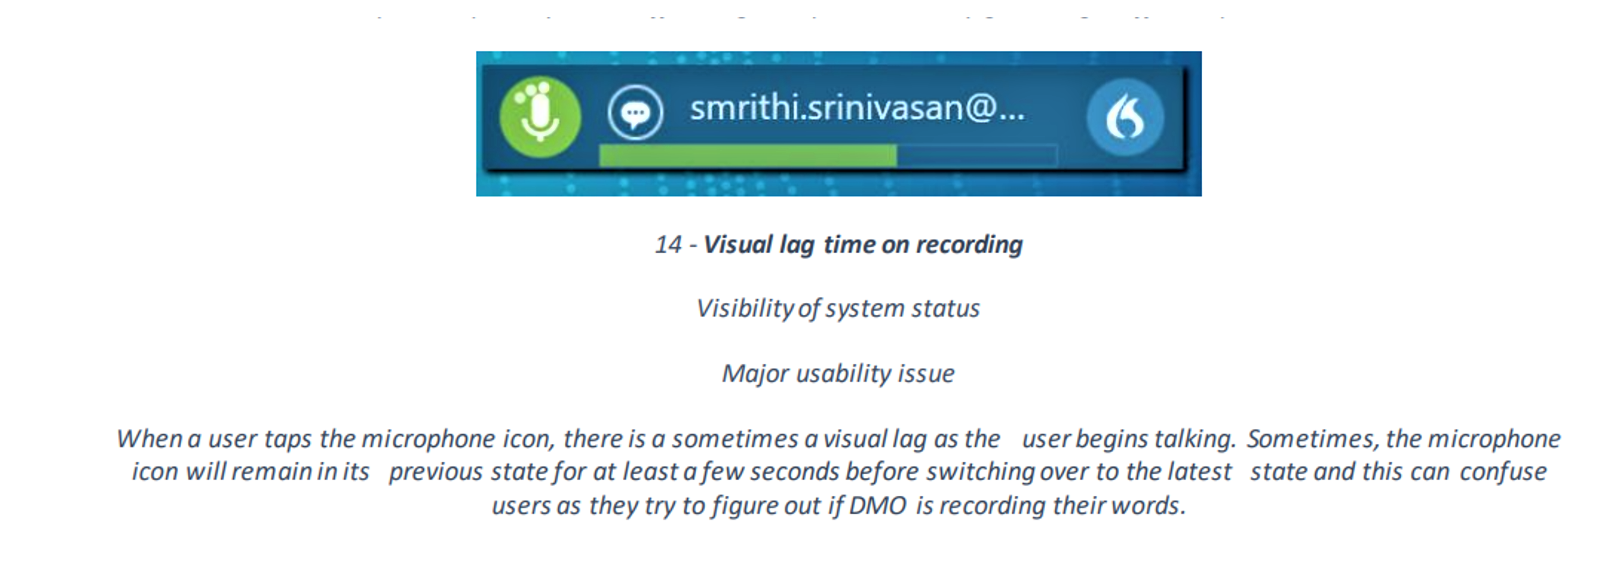 smrithi.srinivasan@...
14 - Visual lag time on recording
Visibility of system status
Major usability issue
When a user taps the microphone icon, there is a sometimes a visual lag as the user begins talking. Sometimes, the microphone
icon will remain in its previous state for at least a few seconds before switching over to the latest state and this can confuse
users as they try to figure out if DMO is recording their words.